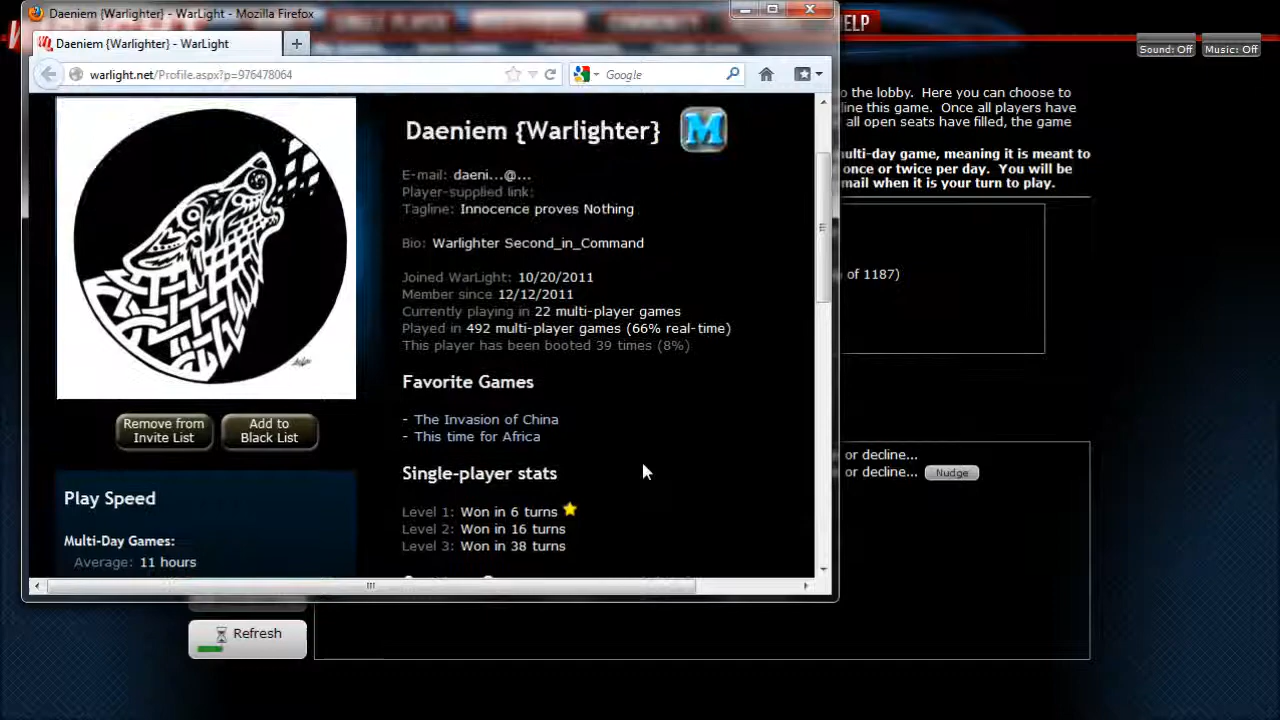 Daeniem {Warlighter} - WarLight - Mozilla Firefox
Daeniem {Warlighter} - WarLight
warlight.net/Profile.aspx?p=976478064
Google
HELP
Sound: Off
Music: Off
Daeniem {Warlighter}
M
E-mail: daeni...@...
Player-supplied link:
Tagline: Innocence proves Nothing
Bio: Warlighter Second_in_Command
Joined WarLight: 10/20/2011
Member since 12/12/2011
Currently playing in 22 multi-player games
Played in 492 multi-player games (66% real-time)
This player has been booted 39 times (8%)
Favorite Games
- The Invasion of China
- This time for Africa
Single-player stats
Level 1: Won in 6 turns
Level 2: Won in 16 turns
Level 3: Won in 38 turns
Remove from
Invite List
Add to
Black List
Play Speed
Multi-Day Games:
Average: 11 hours
o the lobby. Here you can choose to
line this game. Once all players have
all open seats have filled, the game
multi-day game, meaning it is meant to
once or twice per day. You will be
mail when it is your turn to play.
of 1187)
or decline...
or decline... Nudge
Refresh